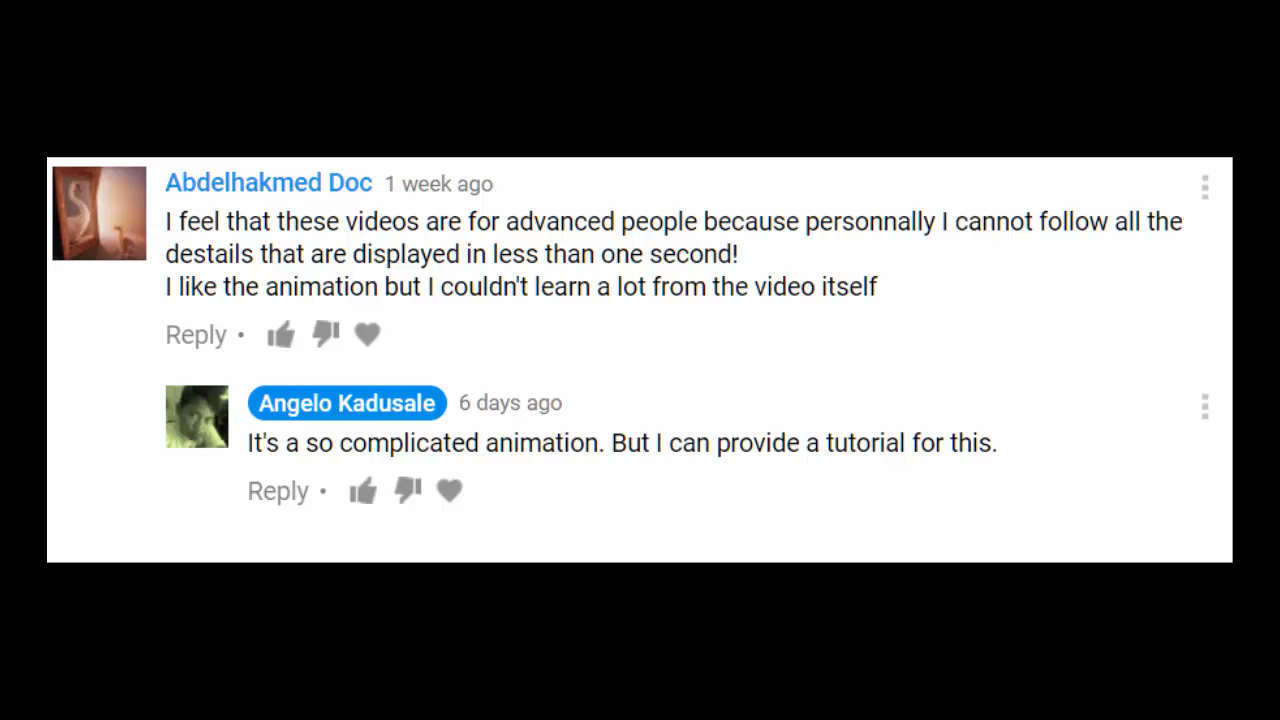 Abdelhakmed Doc 1 week ago
I feel that these videos are for advanced people because personnally I cannot follow all the
destails that are displayed in less than one second!
I like the animation but I couldn't learn a lot from the video itself
Reply •
Angelo Kadusale 6 days ago
It's a so complicated animation. But I can provide a tutorial for this.
Reply •